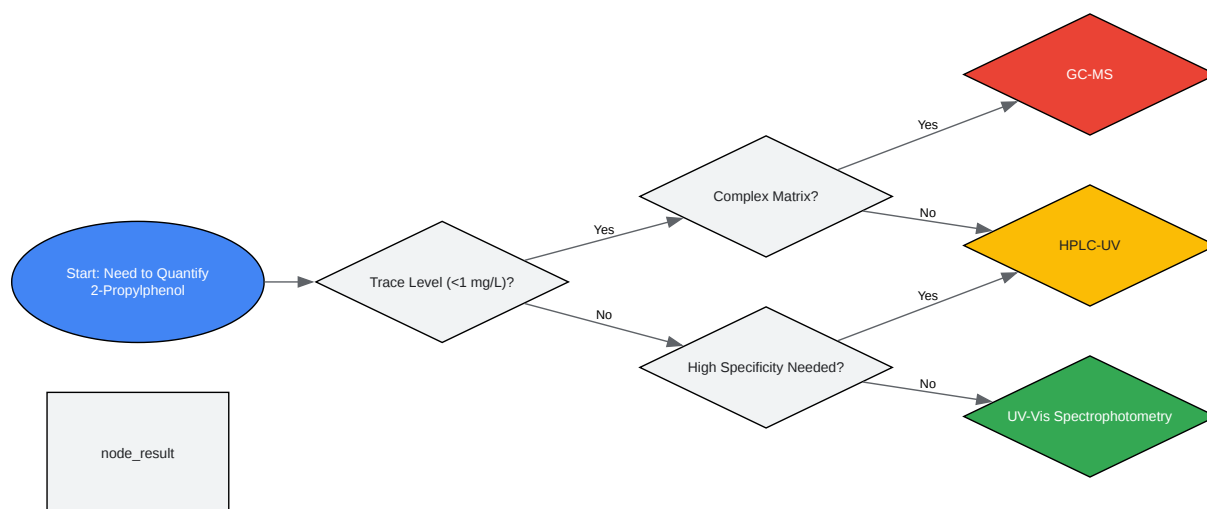 Start: Need to Quantify
2-Propylphenol
Trace Level (<1 mg/L)?
Yes
No
Complex Matrix?
High Specificity Needed?
Yes
No
Yes
No
GC-MS
HPLC-UV
UV-Vis Spectrophotometry
node_result